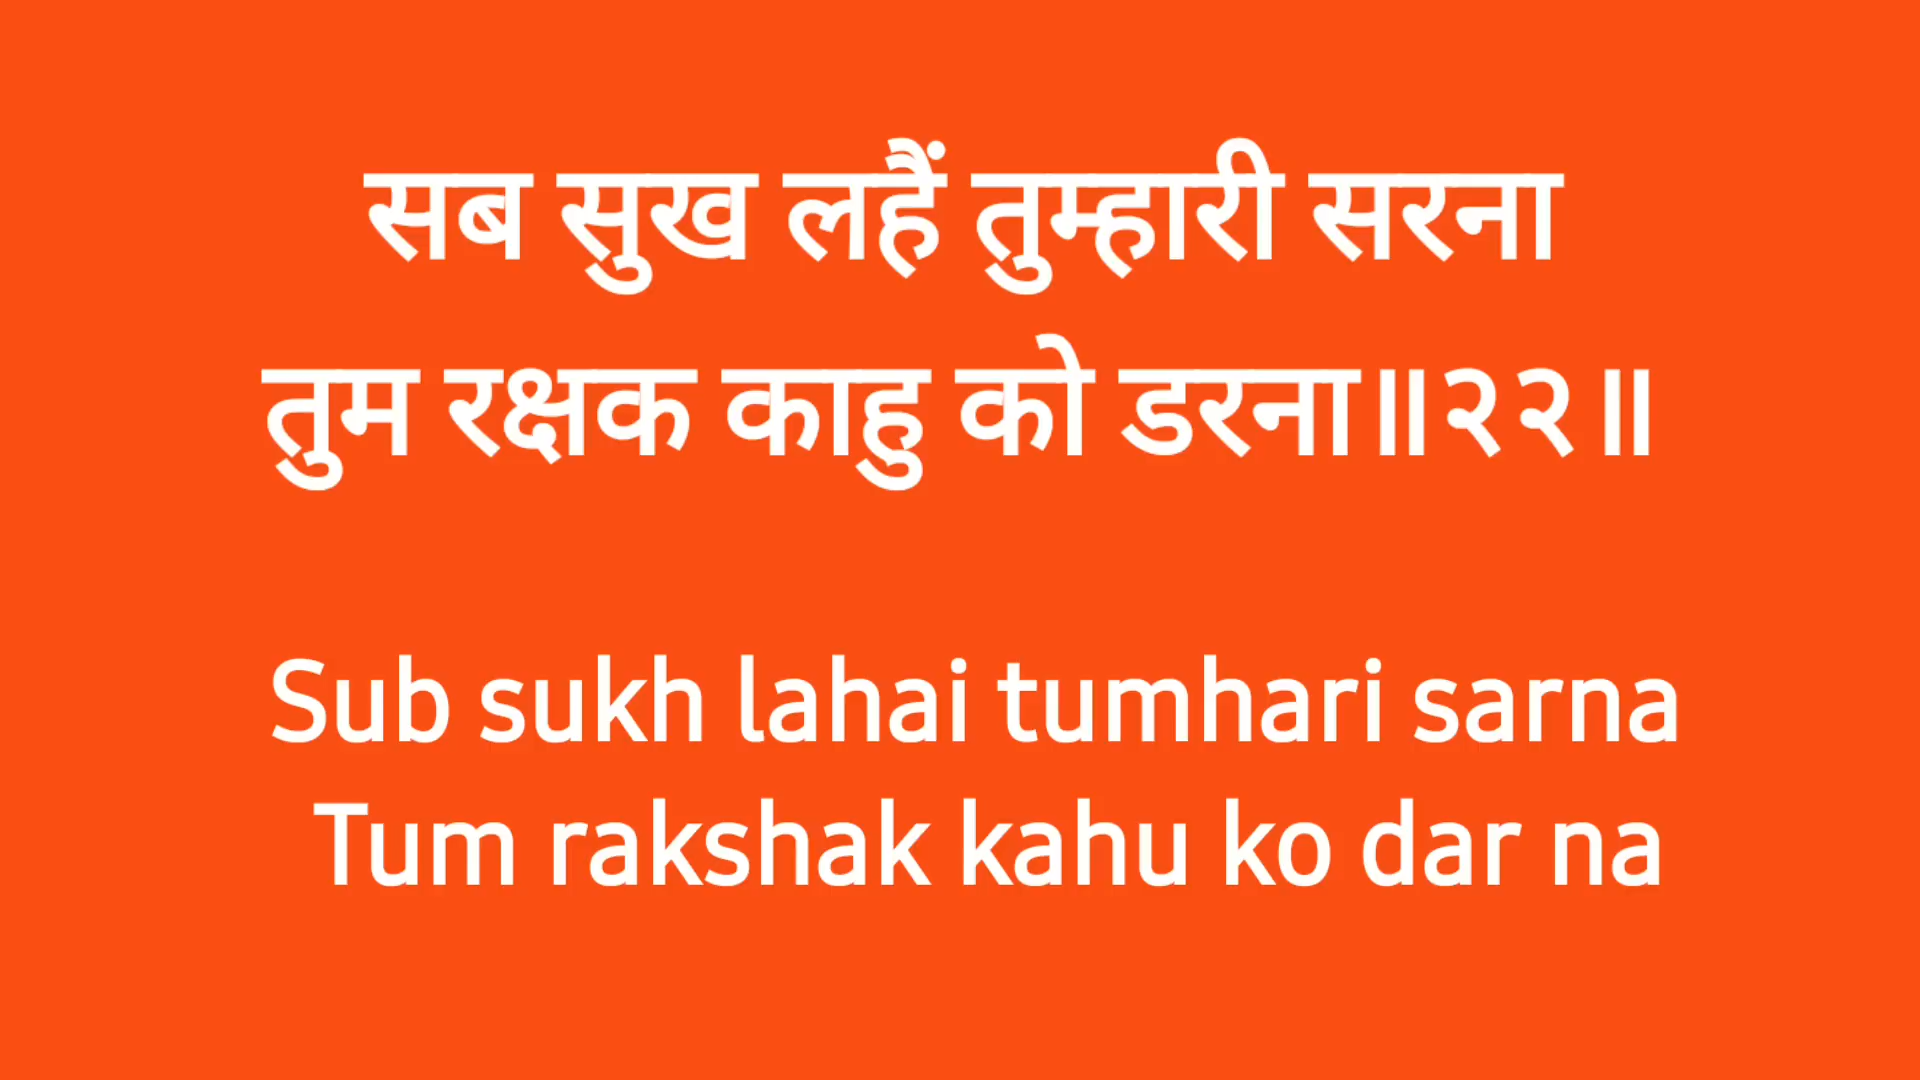 सब सुख लहैं तुम्हारी सरना
तुम रक्षक काहु को डरना॥२२॥
Sub sukh lahai tumhari sarna
Tum rakshak kahu ko dar na